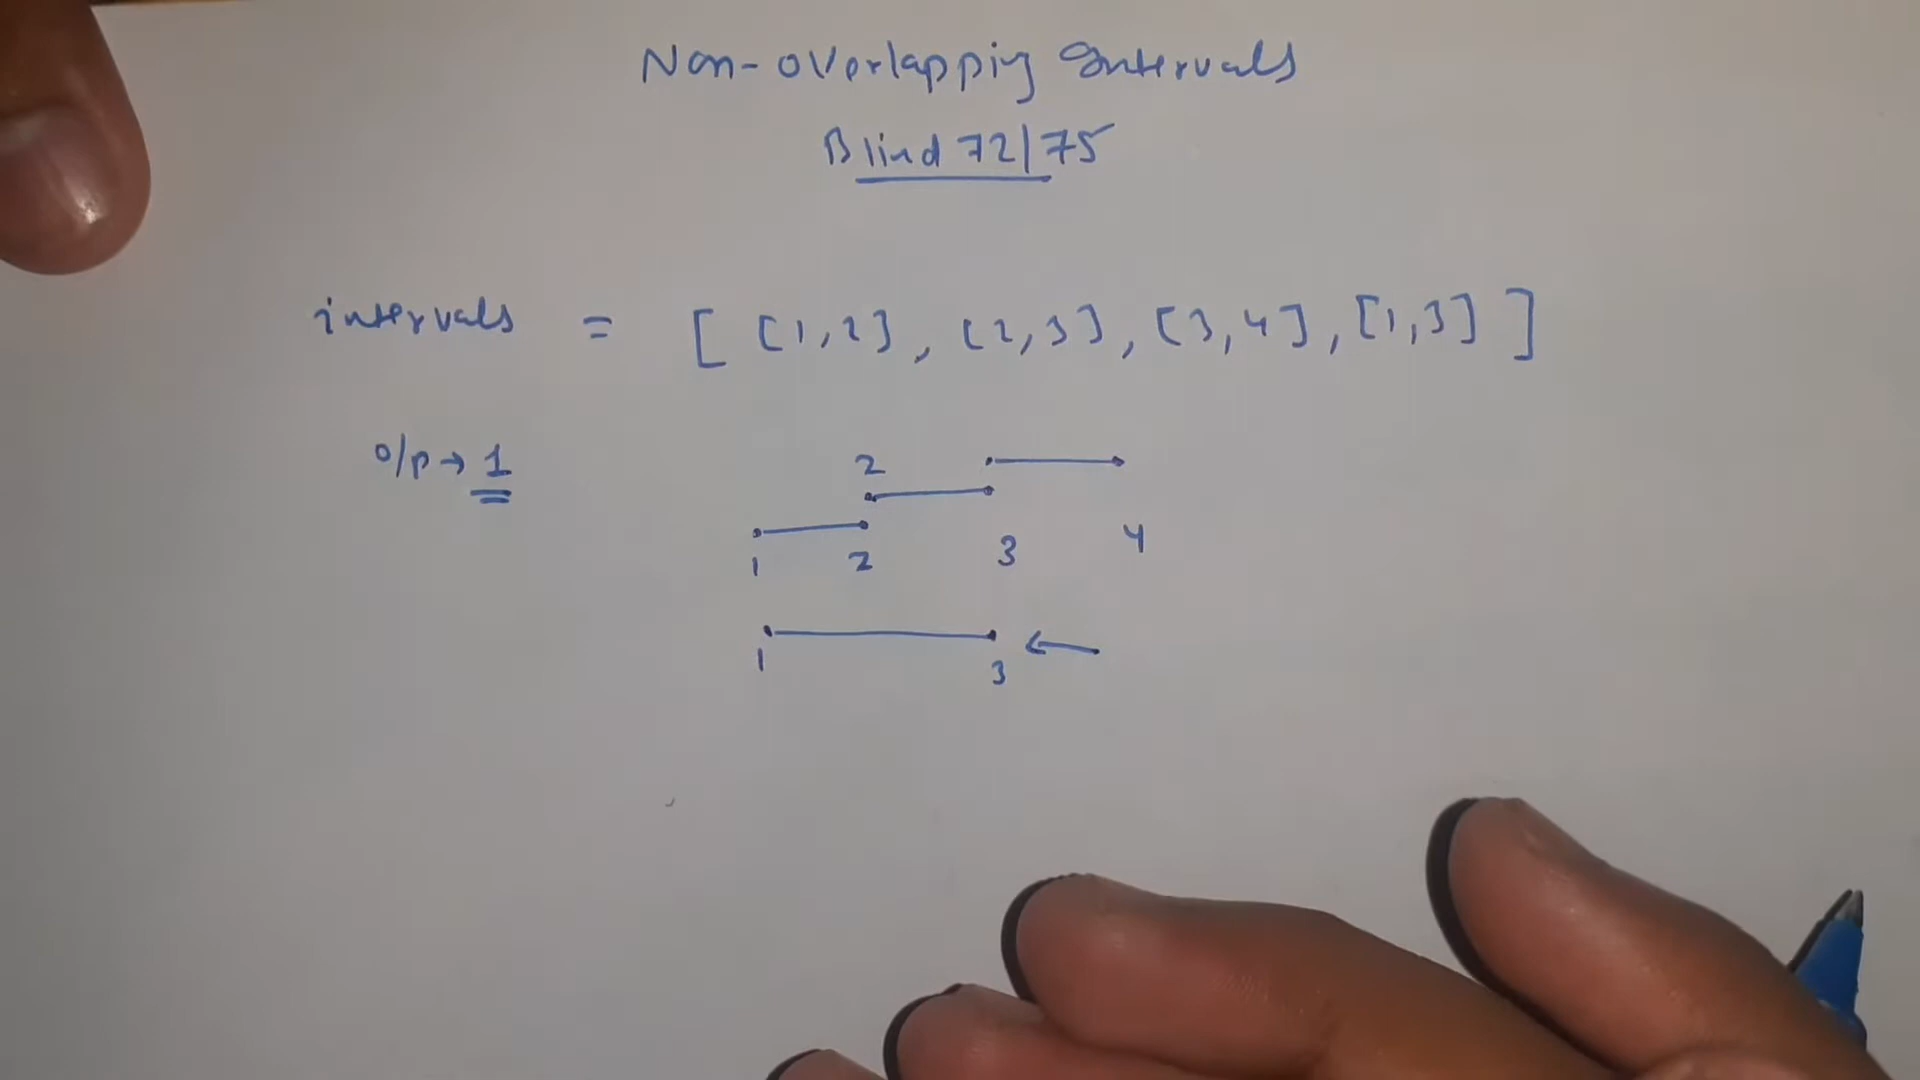 Non-overlapping Intervals
Blind 72/75
intervals = [ [1,2], [2,3], [3,4], [1,3] ]
o/p → 1
2
1 2 3 4
1 3